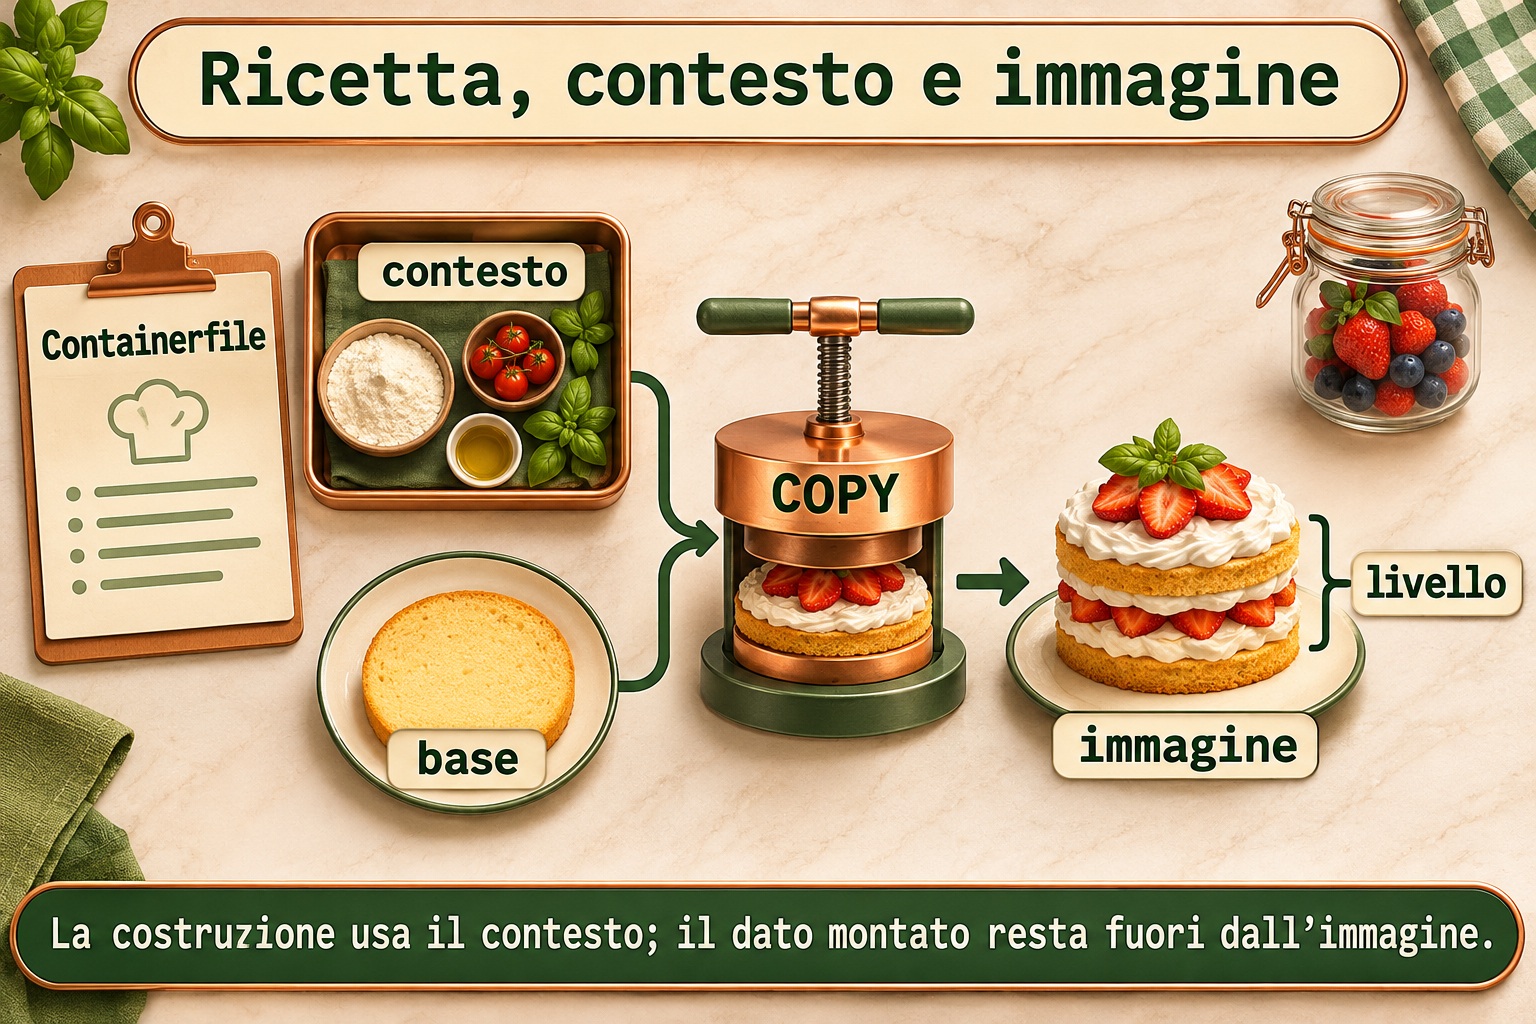 Ricetta, contesto e immagine
Containerfile
contesto
COPY
livello
base
immagine
La costruzione usa il contesto; il dato montato resta fuori dall’immagine.